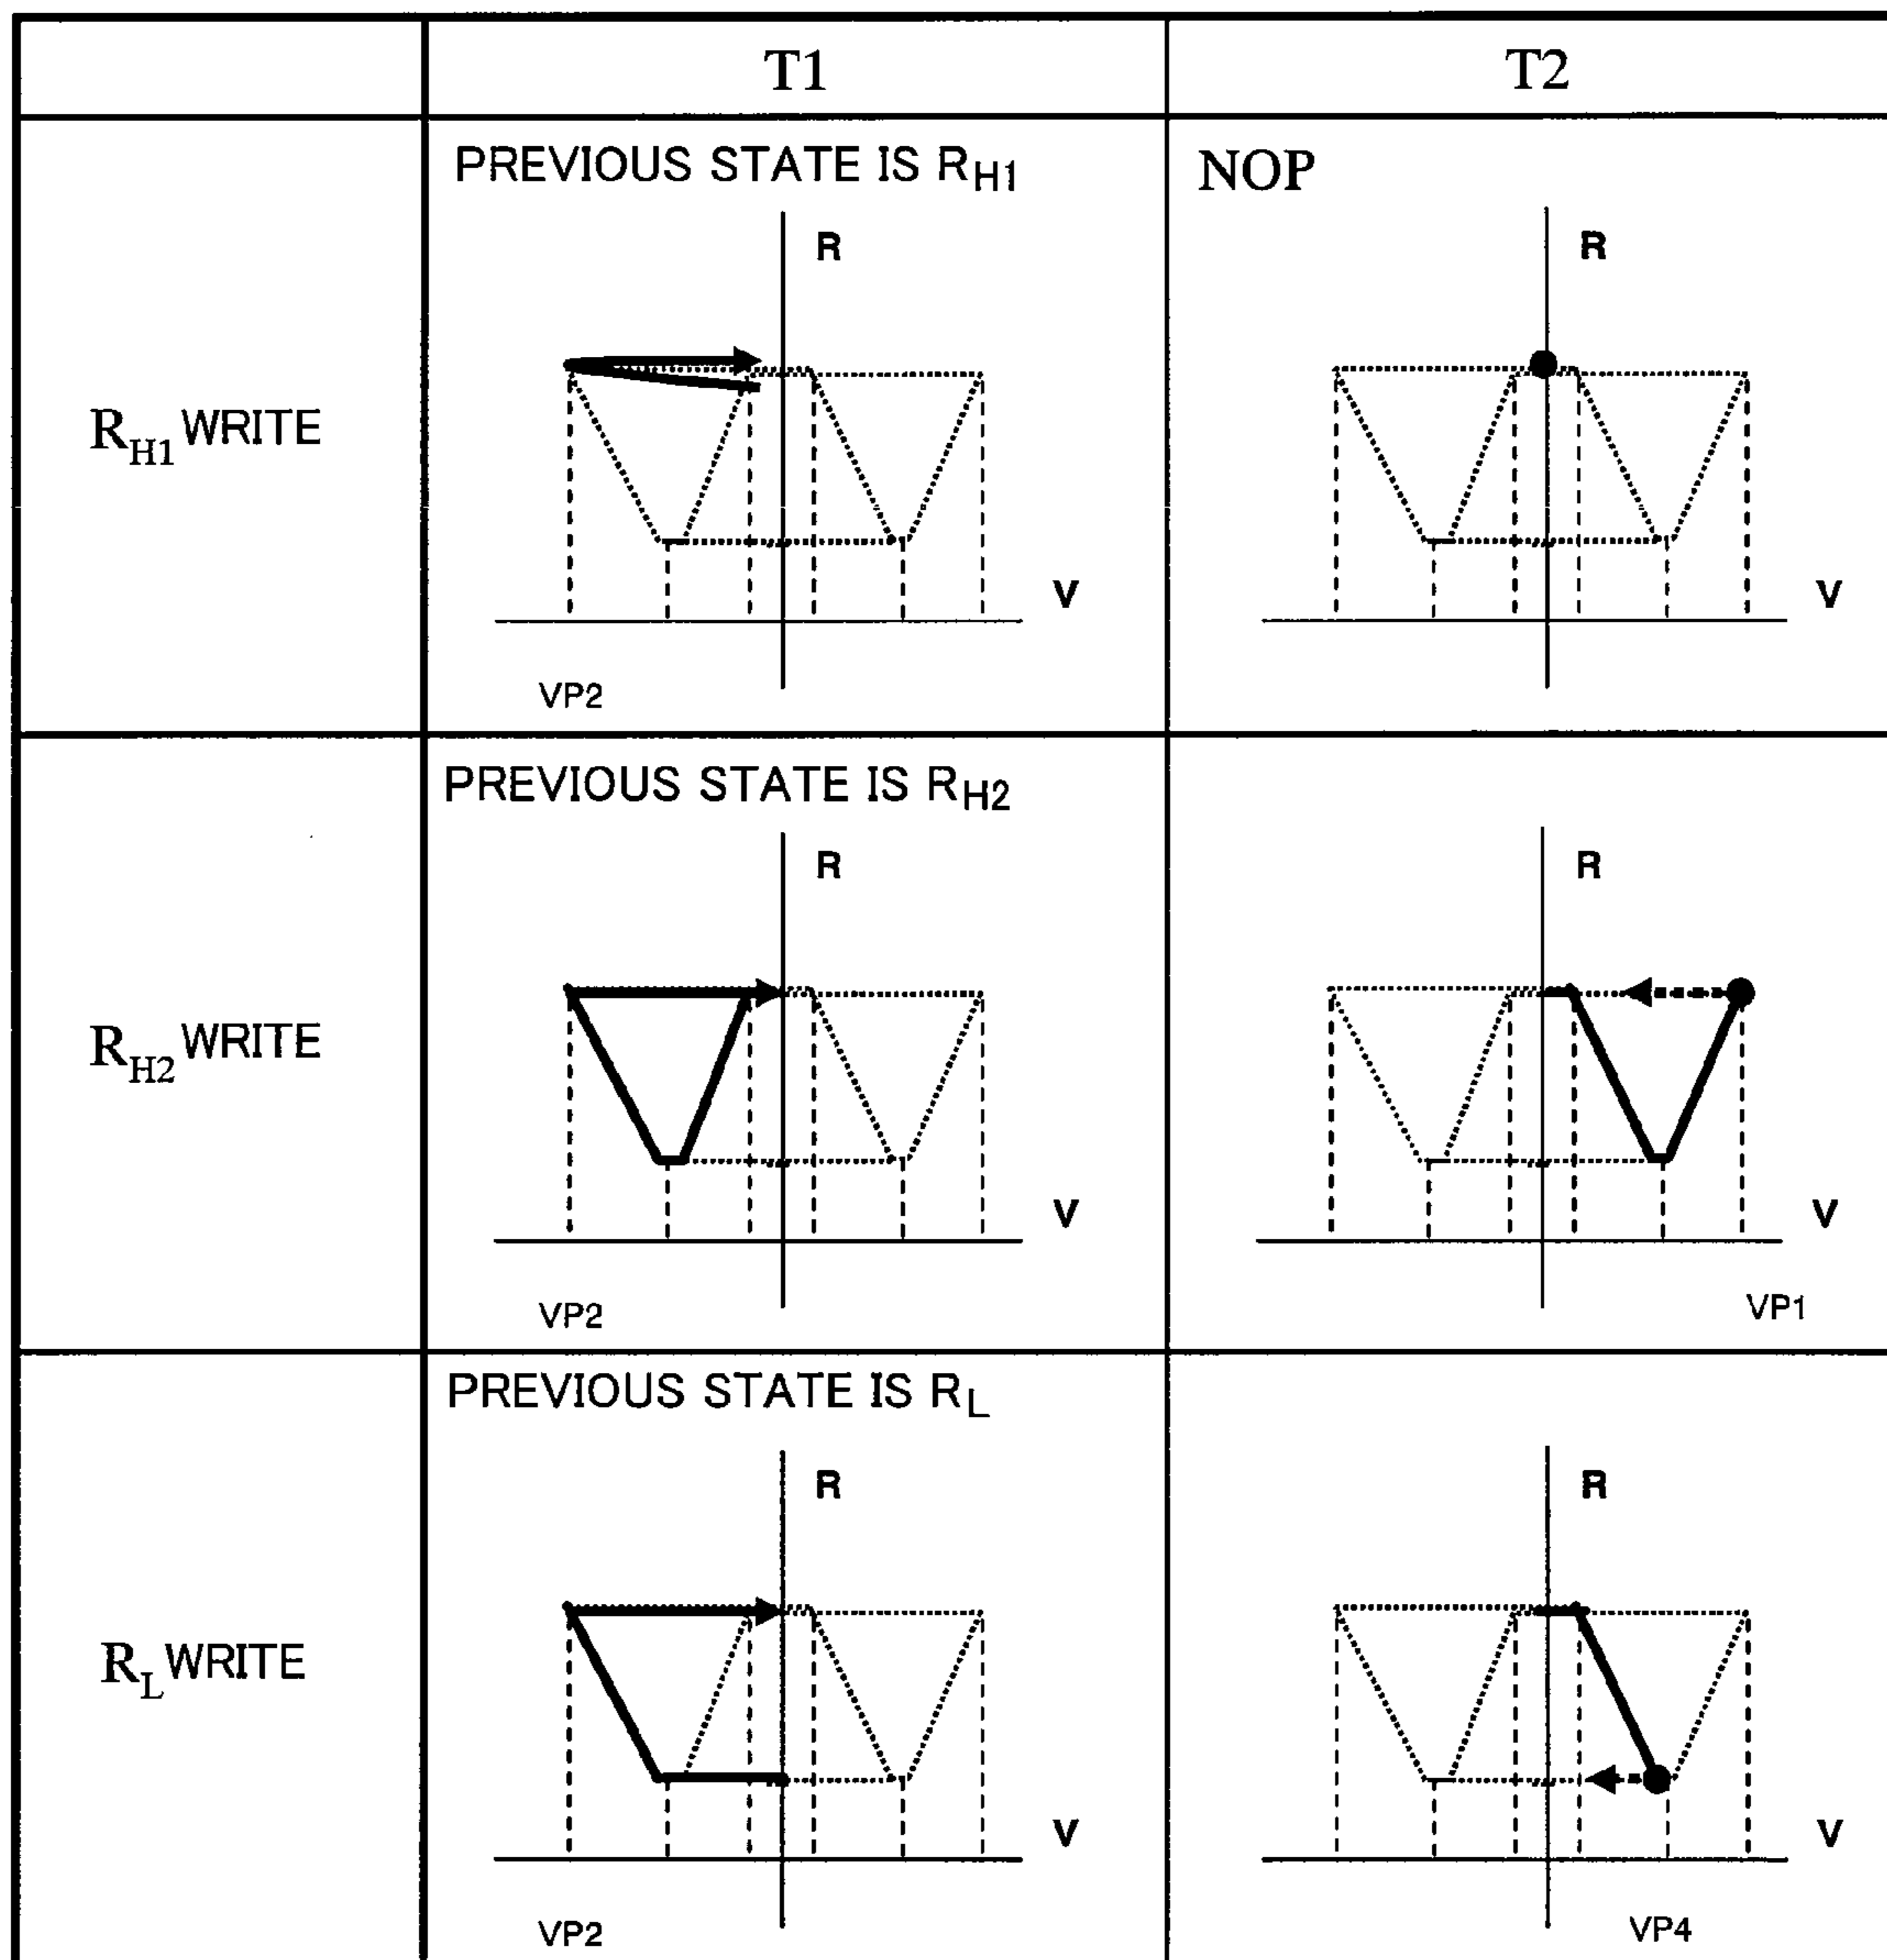 T1 T2
PREVIOUS STATE IS RH1 NOP
R R
RH1 WRITE
V V
VP2
PREVIOUS STATE IS RH2
R R
RH2 WRITE
V V
VP2 VP1
PREVIOUS STATE IS RL
R R
RL WRITE
V V
VP2 VP4